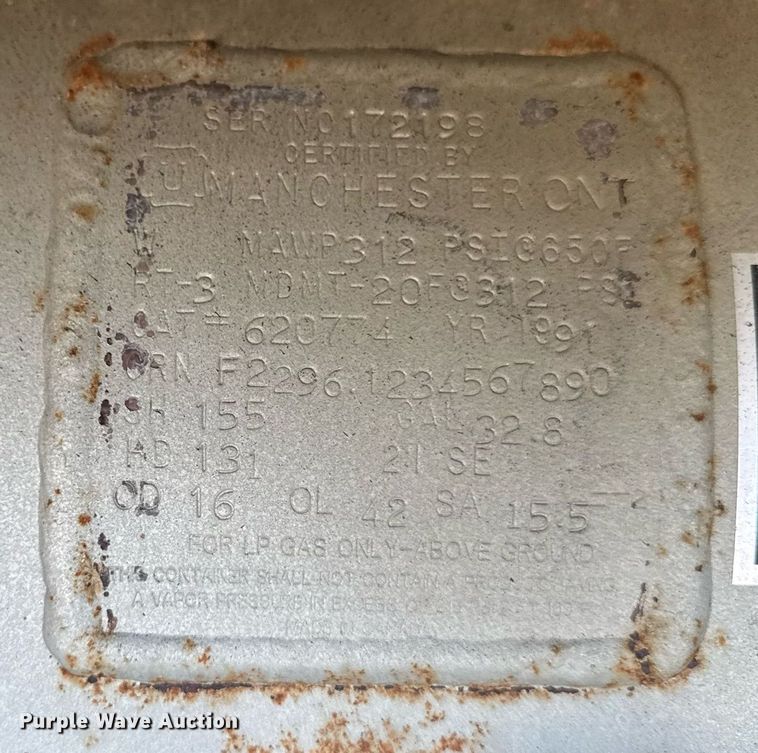 SER NO 172198
CERTIFIED BY
U MANCHESTER ONT
W MAWP 312 PSIG 650F
RT-3 MDMT-20F@312 PSI
CAT# 620774 YR 1991
CRN F2296.1234567890
SH 155 GAL 32.8
HD 131 21 SE
OD 16 OL 42 SA 15.5
FOR LP GAS ONLY-ABOVE GROUND
THIS CONTAINER SHALL NOT CONTAIN A PRODUCT HAVING
A VAPOR PRESSURE IN EXCESS OF
MADE IN
Purple Wave Auction